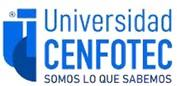 Universidad
CENFOTEC
SOMOS LO QUE SABEMOS